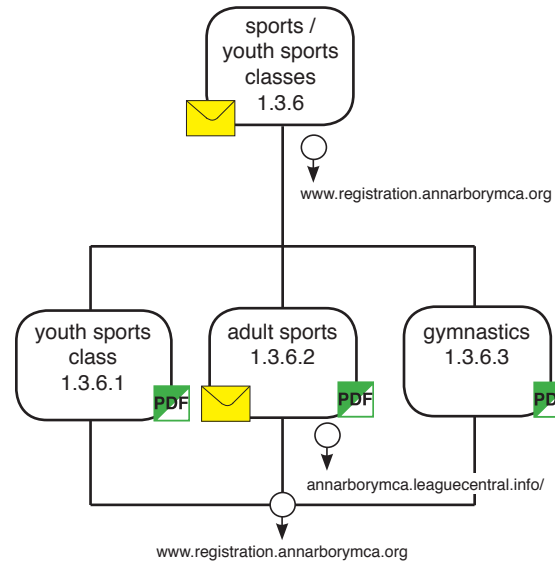 sports /
youth sports
classes
1.3.6
www.registration.annarborymca.org
youth sports
class
1.3.6.1
PDF
adult sports
1.3.6.2
PDF
gymnastics
1.3.6.3
PD
annarborymca.leaguecentral.info/
www.registration.annarborymca.org